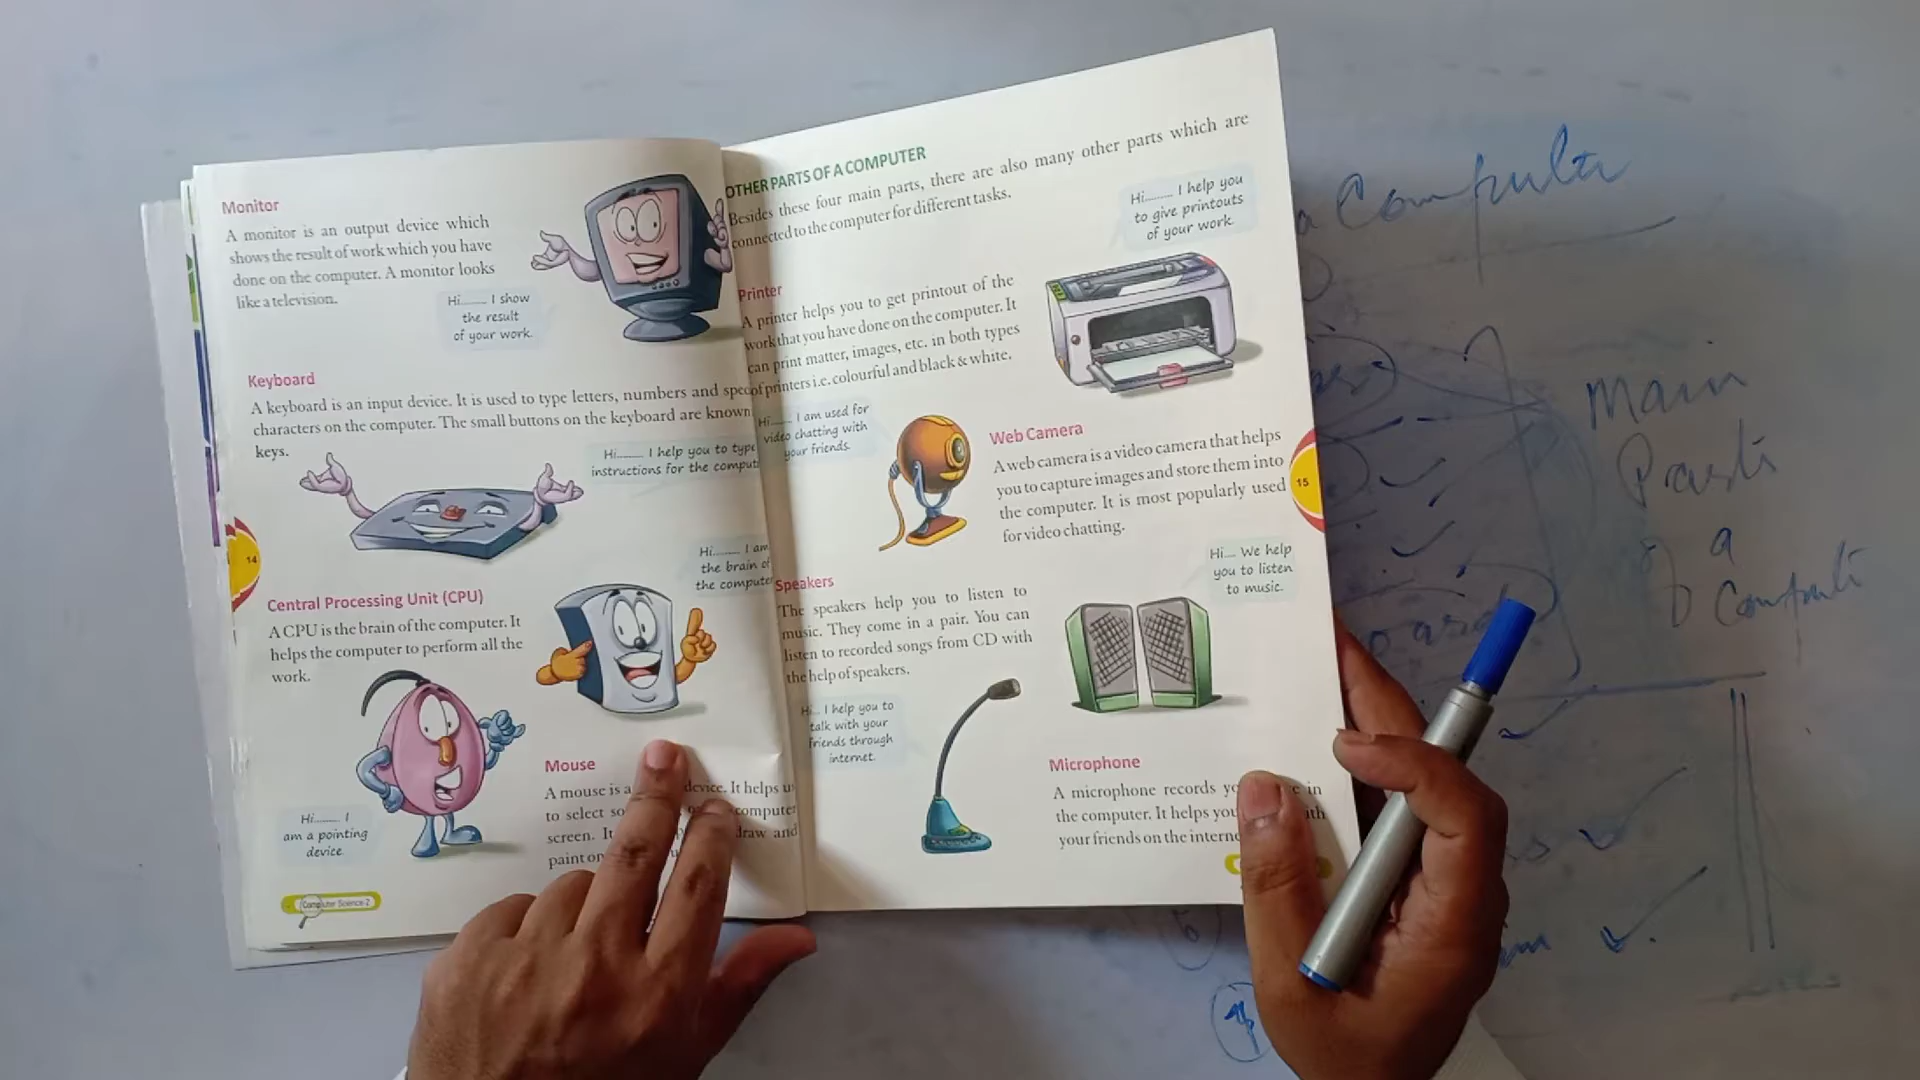 Monitor
A monitor is an output device which
shows the result of work which you have
done on the computer. A monitor looks
like a television.
Hi....... I show
the result
of your work.
Keyboard
A keyboard is an input device. It is used to type letters, numbers and spec
characters on the computer. The small buttons on the keyboard are known
keys.
Hi....... I help you to type
instructions for the comput
14
Central Processing Unit (CPU)
A CPU is the brain of the computer. It
helps the computer to perform all the
work.
Hi........ I am
the brain of
the compute
Mouse
A mouse is a device. It helps u
to select so computer
screen. It draw and
paint on
Hi........ I
am a pointing
device.
Computer Science-2
OTHER PARTS OF A COMPUTER
Besides these four main parts, there are also many other parts which are
connected to the computer for different tasks.
Hi......... I help you
to give printouts
of your work.
Printer
A printer helps you to get printout of the
work that you have done on the computer. It
can print matter, images, etc. in both types
of printers i.e. colourful and black & white.
Hi....... I am used for
video chatting with
your friends.
Web Camera
A web camera is a video camera that helps
you to capture images and store them into
the computer. It is most popularly used
for video chatting.
15
Speakers
The speakers help you to listen to
music. They come in a pair. You can
listen to recorded songs from CD with
the help of speakers.
Hi.... We help
you to listen
to music.
Hi... I help you to
talk with your
friends through
internet.
Microphone
A microphone records yo in
the computer. It helps you
your friends on the interne
a Computer
Main
Parts
of a
Computer